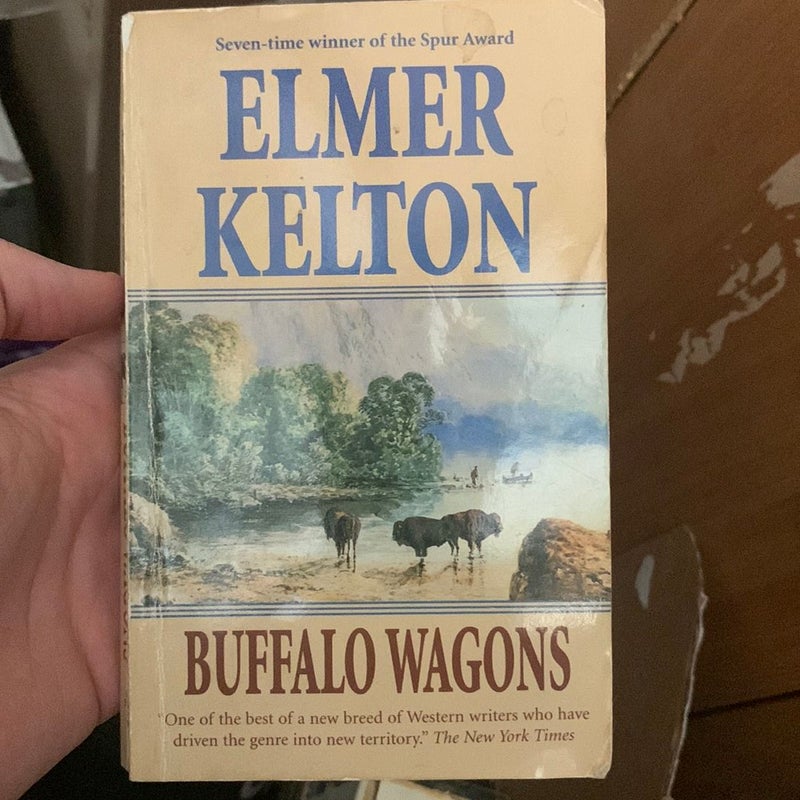 Seven-time winner of the Spur Award
ELMER
KELTON
BUFFALO WAGONS
"One of the best of a new breed of Western writers who have
driven the genre into new territory." The New York Times